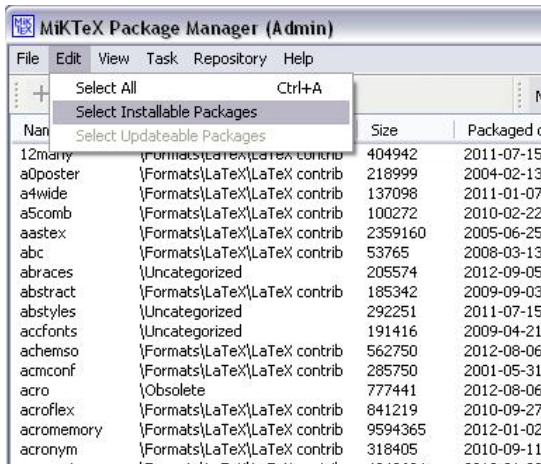 MiKTeX Package Manager (Admin)
File Edit View Task Repository Help
Select All Ctrl+A
Select Installable Packages
Select Updateable Packages
Size Packaged
12many \Formats\LaTeX\LaTeX contrib 404942 2011-07-15
a0poster \Formats\LaTeX\LaTeX contrib 218999 2004-02-13
a4wide \Formats\LaTeX\LaTeX contrib 137098 2011-01-07
a5comb \Formats\LaTeX\LaTeX contrib 100272 2010-02-22
aastex \Formats\LaTeX\LaTeX contrib 2359160 2005-06-25
abc \Formats\LaTeX\LaTeX contrib 53765 2008-03-13
abraces \Uncategorized 205574 2012-09-05
abstract \Formats\LaTeX\LaTeX contrib 185342 2009-09-03
abstyles \Uncategorized 292251 2011-07-15
accfonts \Uncategorized 191416 2009-04-21
achemso \Formats\LaTeX\LaTeX contrib 562750 2012-08-06
acmconf \Formats\LaTeX\LaTeX contrib 285750 2001-05-31
acro \Obsolete 777441 2012-08-06
acroflex \Formats\LaTeX\LaTeX contrib 841219 2010-09-27
acromemory \Formats\LaTeX\LaTeX contrib 9594365 2012-01-02
acronym \Formats\LaTeX\LaTeX contrib 318405 2010-09-11